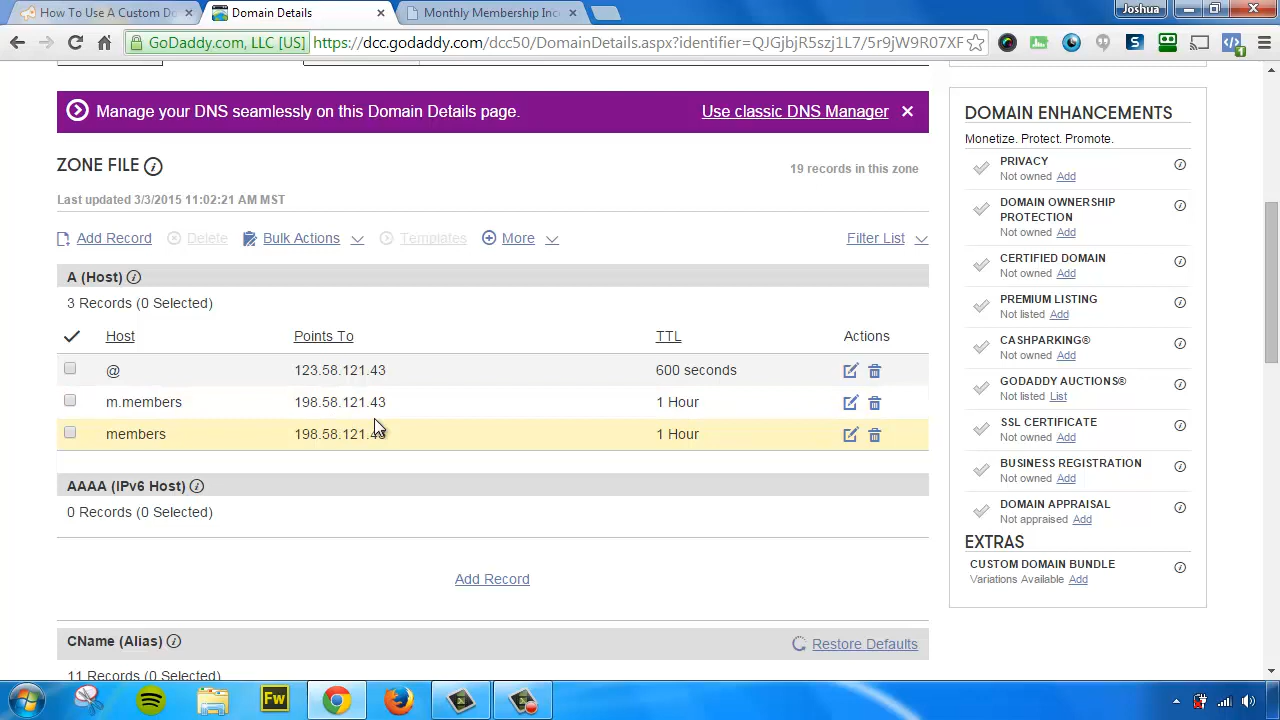 How To Use A Custom Do
Domain Details
Monthly Membership Inc
Joshua
GoDaddy.com, LLC [US]
https://dcc.godaddy.com/dcc50/DomainDetails.aspx?identifier=QJGjbjR5szj1L7/5r9jW9R07XF
Manage your DNS seamlessly on this Domain Details page.
Use classic DNS Manager
ZONE FILE
19 records in this zone
Last updated 3/3/2015 11:02:21 AM MST
Add Record
Delete
Bulk Actions
Templates
More
Filter List
A (Host)
3 Records (0 Selected)
Host Points To TTL Actions
@ 123.58.121.43 600 seconds
m.members 198.58.121.43 1 Hour
members 198.58.121.43 1 Hour
AAAA (IPv6 Host)
0 Records (0 Selected)
Add Record
CName (Alias)
Restore Defaults
11 Records (0 Selected)
DOMAIN ENHANCEMENTS
Monetize. Protect. Promote.
PRIVACY
Not owned Add
DOMAIN OWNERSHIP
PROTECTION
Not owned Add
CERTIFIED DOMAIN
Not owned Add
PREMIUM LISTING
Not listed Add
CASHPARKING®
Not owned Add
GODADDY AUCTIONS®
Not listed List
SSL CERTIFICATE
Not owned Add
BUSINESS REGISTRATION
Not owned Add
DOMAIN APPRAISAL
Not appraised Add
EXTRAS
CUSTOM DOMAIN BUNDLE
Variations Available Add
Fw